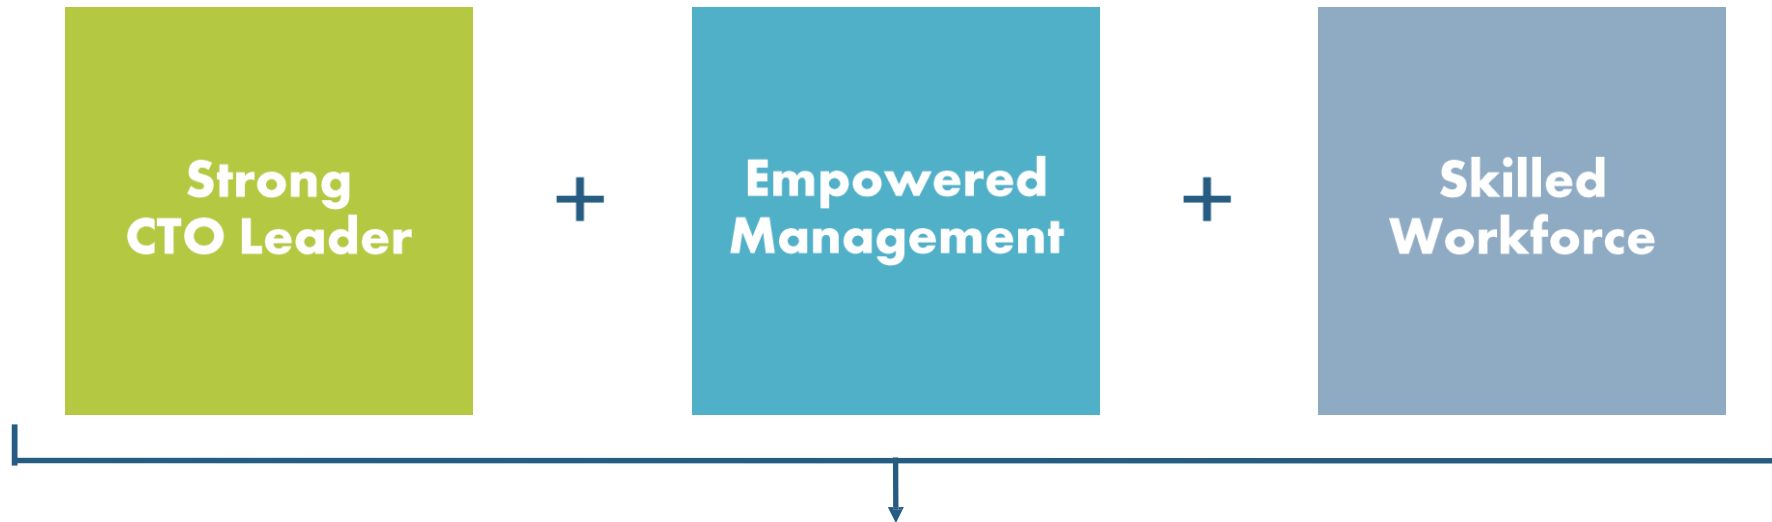 Strong
CTO Leader
+
Empowered
Management
+
Skilled
Workforce